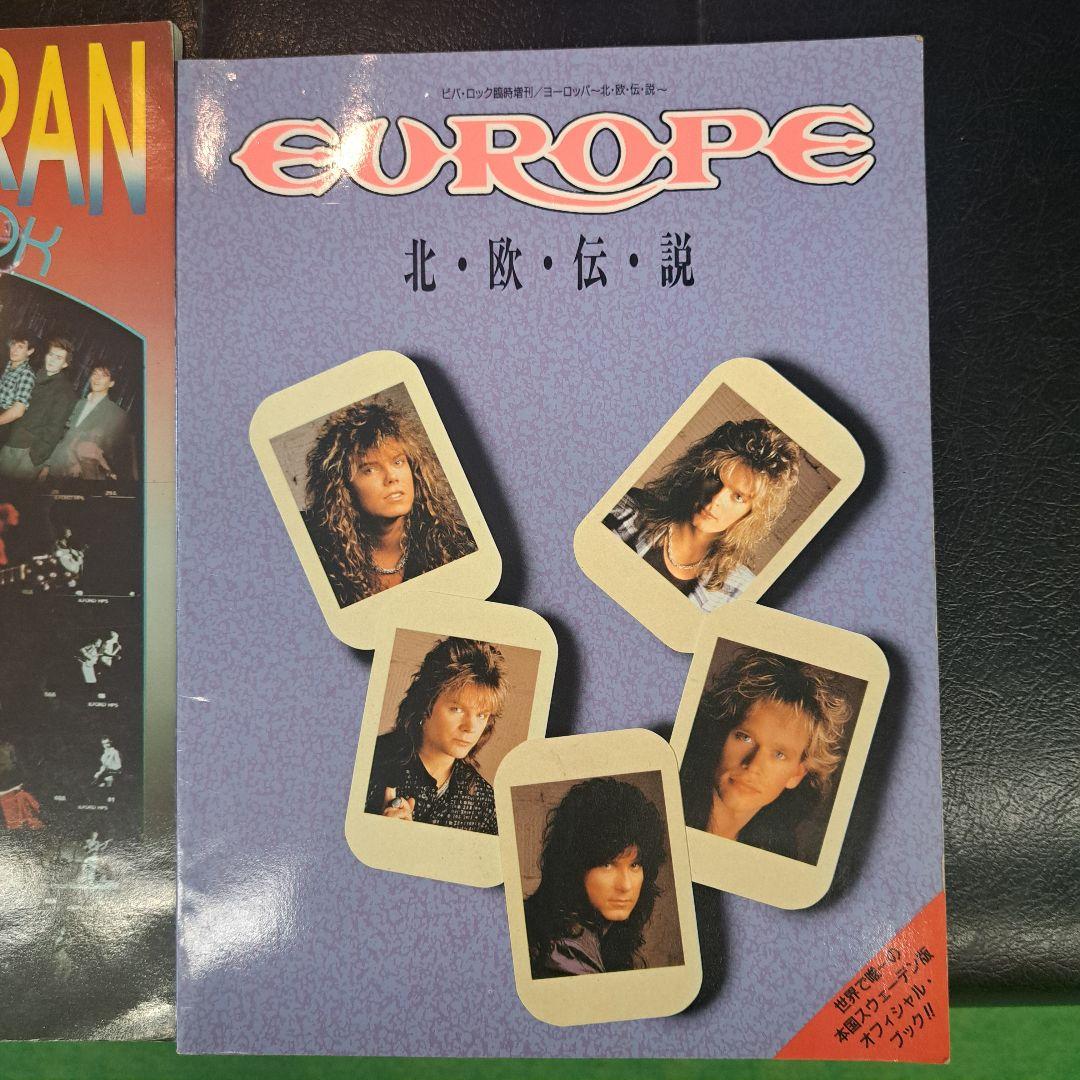 RAN
ビバ・ロック臨時増刊/ヨーロッパ〜北・欧・伝・説〜
EUROPE
北・欧・伝・説
世界で唯一の
本国スウェーデン版
オフィシャル・
ブック!!